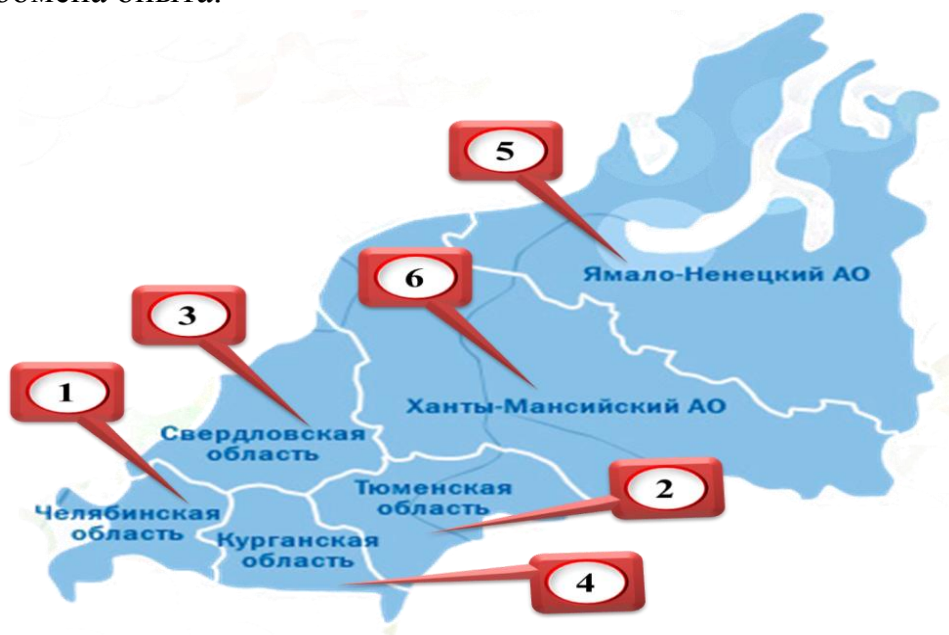 обмена опыта.
5
Ямало-Ненецкий АО
6
3
1
Ханты-Мансийский АО
Свердловская
область
2
Тюменская
область
Челябинская
область
Курганская
область
4